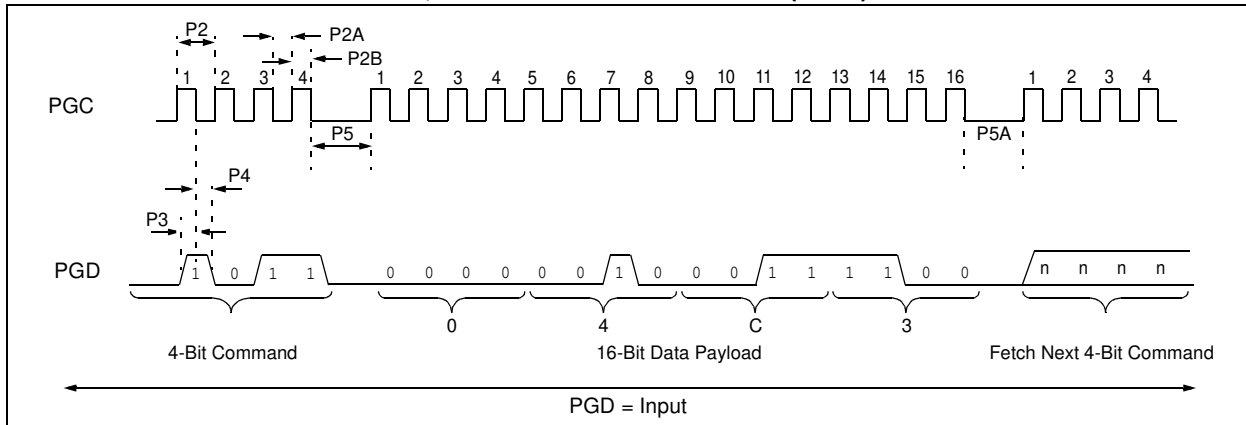 P2
P2A
P2B
1 2 3 4
1 2 3 4 5 6 7 8 9 10 11 12 13 14 15 16
1 2 3 4
PGC
P5
P5A
P4
P3
PGD
1 0 1 1
0 0 0 0 0 0 1 0 0 0 1 1 1 1 0 0
n n n n
0 4 C 3
4-Bit Command
16-Bit Data Payload
Fetch Next 4-Bit Command
PGD = Input